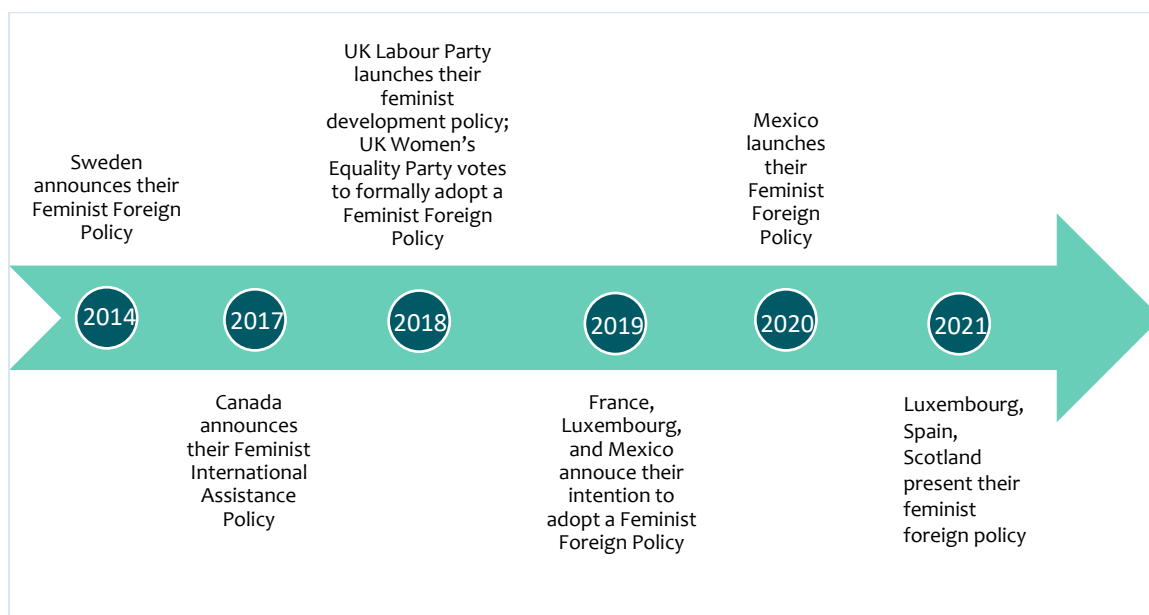 Sweden
announces their
Feminist Foreign
Policy
2014
2017
Canada
announces
their Feminist
International
Assistance
Policy
UK Labour Party
launches their
feminist
development policy;
UK Women’s
Equality Party votes
to formally adopt a
Feminist Foreign
Policy
2018
2019
France,
Luxembourg,
and Mexico
annouce their
intention to
adopt a Feminist
Foreign Policy
Mexico
launches
their
Feminist
Foreign
Policy
2020
2021
Luxembourg,
Spain,
Scotland
present their
feminist
foreign policy